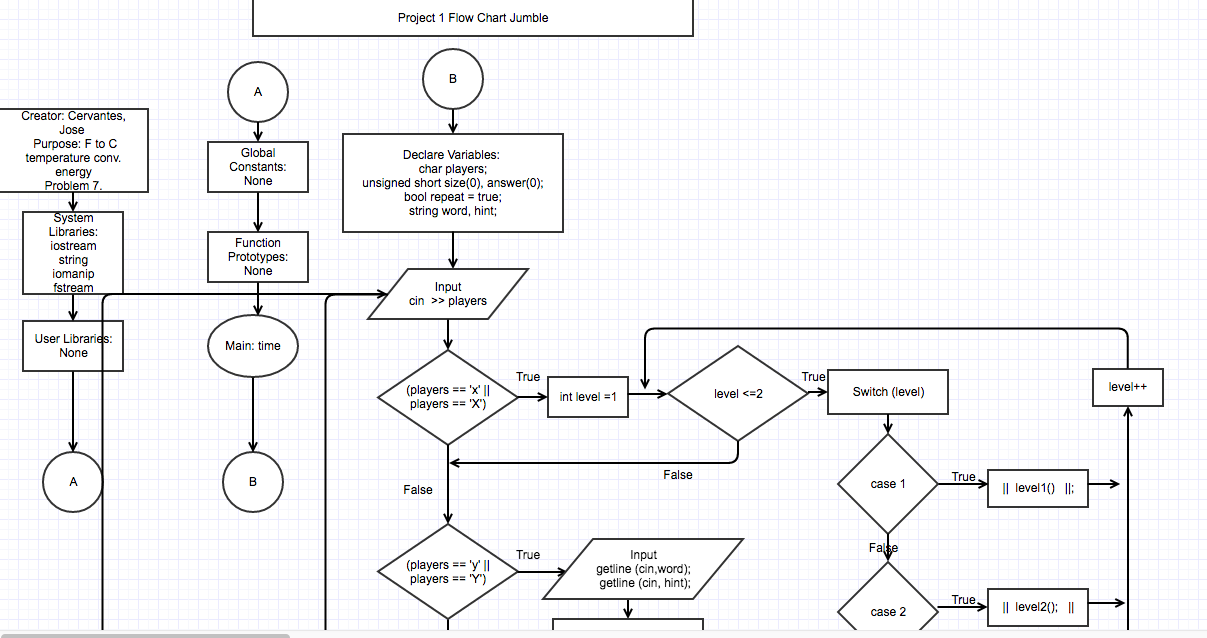 Project 1 Flow Chart Jumble
A
B
Creator: Cervantes,
Jose
Purpose: F to C
temperature conv.
energy
Problem 7.
Global
Constants:
None
Declare Variables:
char players;
unsigned short size(0), answer(0);
bool repeat = true;
string word, hint;
System
Libraries:
iostream
string
iomanip
fstream
Function
Prototypes:
None
Input
cin >> players
User Libraries:
None
Main: time
(players == 'x' ||
players == 'X')
True
int level =1
level <=2
True
Switch (level)
level++
False
False
A
B
case 1
True
|| level1() ||;
False
(players == 'y' ||
players == 'Y')
True
Input
getline (cin,word);
getline (cin, hint);
case 2
True
|| level2(); ||